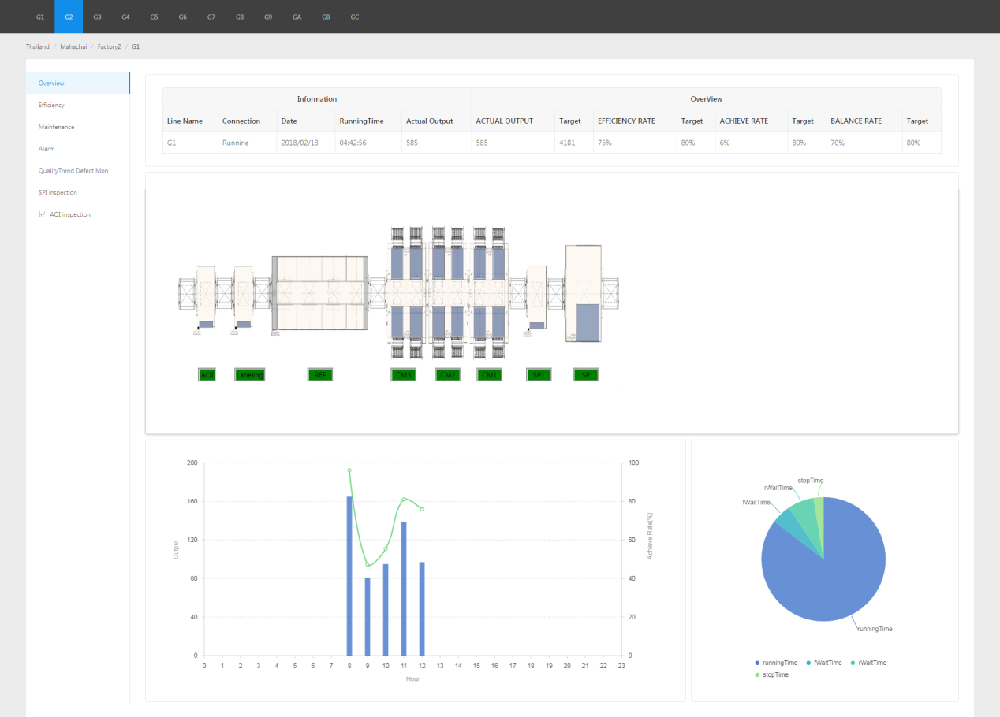 G1 G2 G3 G4 G5 G6 G7 G8 G9 GA GB GC
Thailand / Mahachai / Factory2 / G1
Overview
Efficiency
Maintenance
Alarm
QualityTrend Defect Mon
SPI inspection
AOI inspection
Information OverView
Line Name Connection Date RunningTime Actual Output ACTUAL OUTPUT Target EFFICIENCY RATE Target ACHIEVE RATE Target BALANCE RATE Target
G1 Runnine 2018/02/13 04:42:56 585 585 4181 75% 80% 6% 80% 70% 80%
AOI Labeling REF CM3 CM2 CM1 SP1 SP
200 100
160 80
120 60
80 40
40 20
0 0
Output
Achieve Rate(%)
0 1 2 3 4 5 6 7 8 9 10 11 12 13 14 15 16 17 18 19 20 21 22 23
Hour
stopTime
rWaitTime
fWaitTime
runningTime
runningTime fWaitTime rWaitTime
stopTime